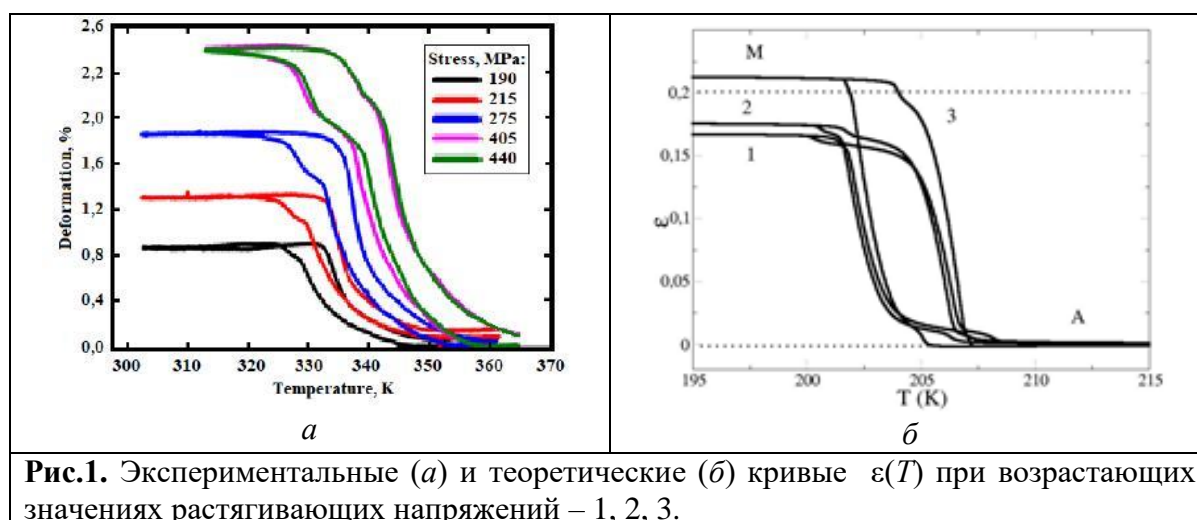 2,6
2,2
2,0
1,6
1,2
0,8
0,4
0,0
Deformation, %
300 310 320 330 340 350 360 370
Temperature, K
Stress, MPa:
190
215
275
405
440
а
M
2
1
3
A
0,2
0,15
0,1
0,05
0
ε
195 200 205 210 215
T (K)
б
Рис.1. Экспериментальные (а) и теоретические (б) кривые ε(T) при возрастающих
значениях растягивающих напряжений – 1, 2, 3.